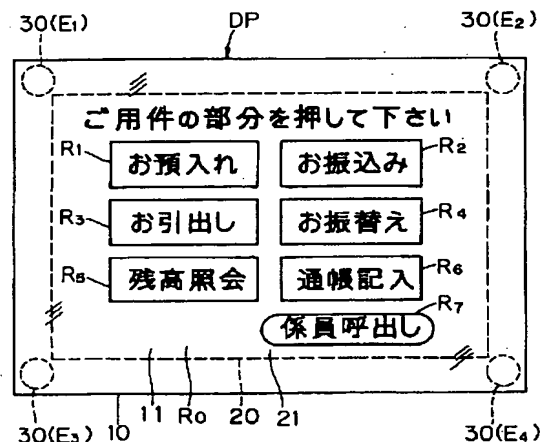 30(E1) DP 30(E2)
ご用件の部分を押して下さい
R1 お預入れ お振込み R2
R3 お引出し お振替え R4
R5 残高照会 通帳記入 R6
係員呼出し R7
30(E3) 10 11 R0 20 21 30(E4)